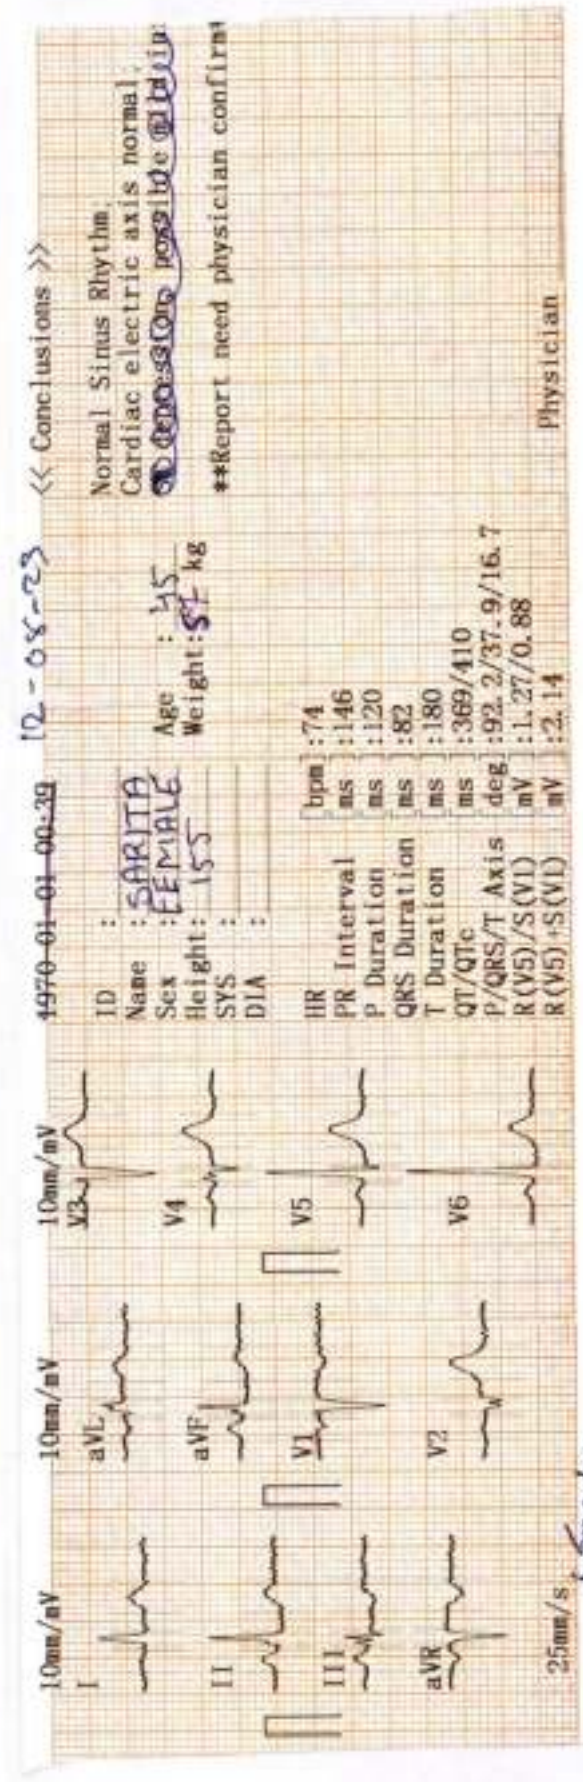 10mm/mV
10mm/mV
10mm/mV
1970-01-01 00:39
12-08-23
<< Conclusions >>
I
II
III
aVR
25mm/s
aVL
aVF
V1
V2
V3
V4
V5
V6
ID :
Name : SARITA
Sex : FEMALE
Age : 45
Height: 155
Weight: 57 kg
SYS :
DIA :
HR [bpm] :74
PR Interval [ms ] :146
P Duration [ms ] :120
QRS Duration [ms ] :82
T Duration [ms ] :180
QT/QTc [ms ] :369/410
P/QRS/T Axis [deg] :92.2/37.9/16.7
R(V5)/S(V1) [mV ] :1.27/0.88
R(V5)+S(V1) [mV ] :2.14
Normal Sinus Rhythm;
Cardiac electric axis normal;
possible
**Report need physician confirm
Physician